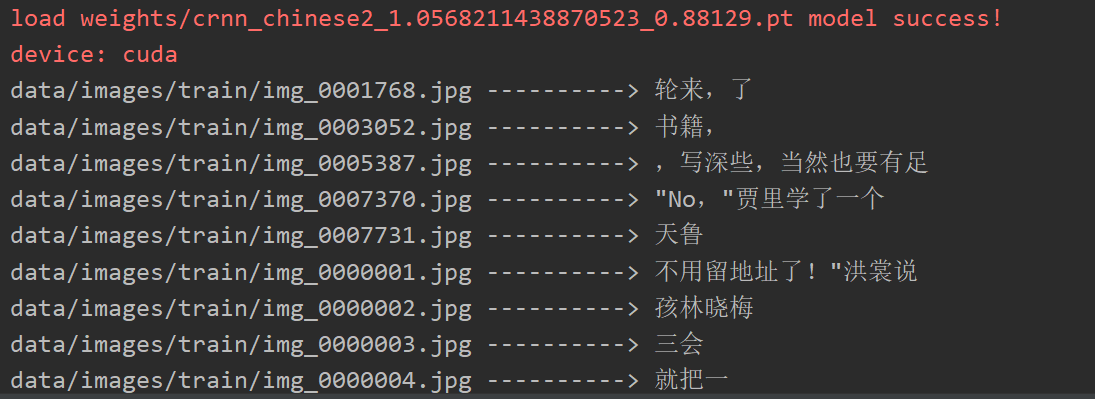 load weights/crnn_chinese2_1.0568211438870523_0.88129.pt model success!
device: cuda
data/images/train/img_0001768.jpg ----------> 轮来，了
data/images/train/img_0003052.jpg ----------> 书籍，
data/images/train/img_0005387.jpg ----------> ，写深些，当然也要有足
data/images/train/img_0007370.jpg ----------> "No，"贾里学了一个
data/images/train/img_0007731.jpg ----------> 天鲁
data/images/train/img_0000001.jpg ----------> 不用留地址了！"洪裳说
data/images/train/img_0000002.jpg ----------> 孩林晓梅
data/images/train/img_0000003.jpg ----------> 三会
data/images/train/img_0000004.jpg ----------> 就把一